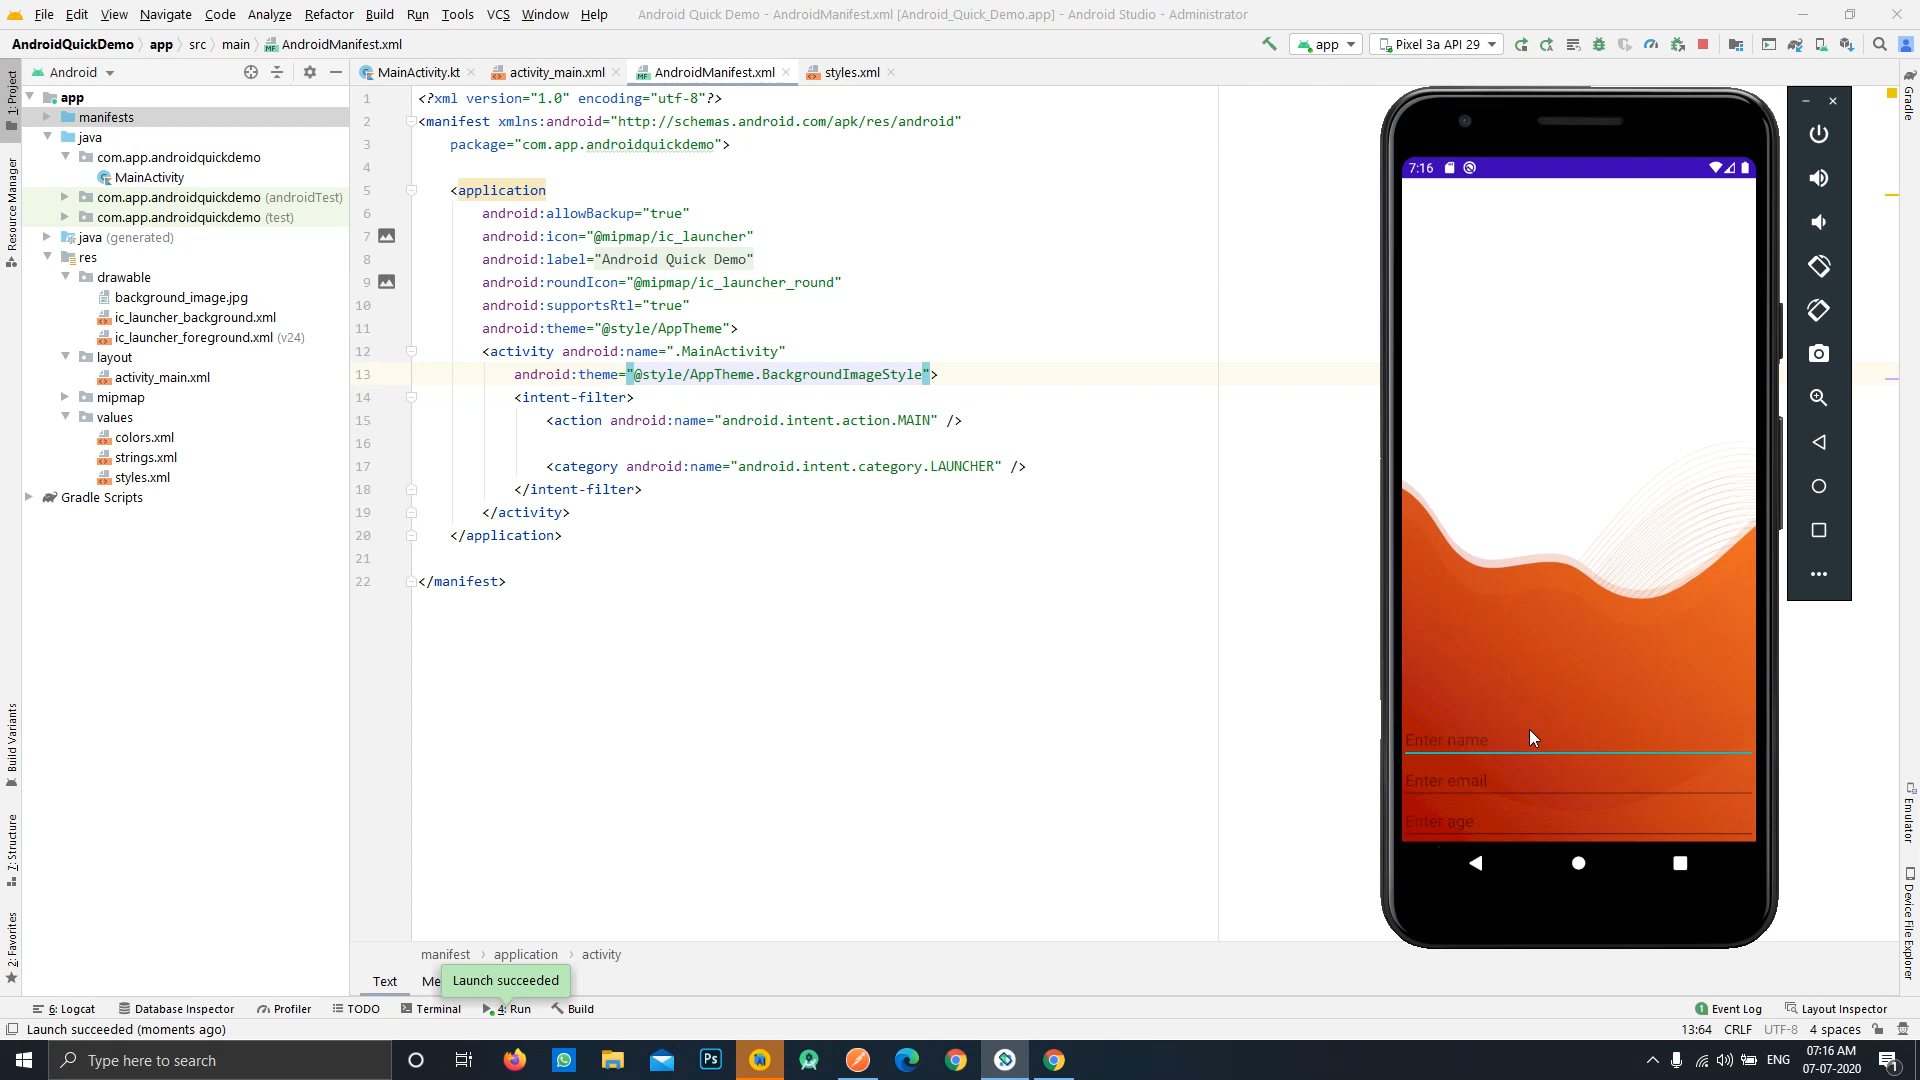 File Edit View Navigate Code Analyze Refactor Build Run Tools VCS Window Help Android Quick Demo - AndroidManifest.xml [Android_Quick_Demo.app] - Android Studio - Administrator
AndroidQuickDemo app src main AndroidManifest.xml app Pixel 3a API 29
Android MainActivity.kt activity_main.xml AndroidManifest.xml styles.xml
1: Project
Resource Manager
Build Variants
7: Structure
2: Favorites
app
manifests
java
com.app.androidquickdemo
MainActivity
com.app.androidquickdemo (androidTest)
com.app.androidquickdemo (test)
java (generated)
res
drawable
background_image.jpg
ic_launcher_background.xml
ic_launcher_foreground.xml (v24)
layout
activity_main.xml
mipmap
values
colors.xml
strings.xml
styles.xml
Gradle Scripts
1 <?xml version="1.0" encoding="utf-8"?>
2 <manifest xmlns:android="http://schemas.android.com/apk/res/android"
3 package="com.app.androidquickdemo">
4
5 <application
6 android:allowBackup="true"
7 android:icon="@mipmap/ic_launcher"
8 android:label="Android Quick Demo"
9 android:roundIcon="@mipmap/ic_launcher_round"
10 android:supportsRtl="true"
11 android:theme="@style/AppTheme">
12 <activity android:name=".MainActivity"
13 android:theme="@style/AppTheme.BackgroundImageStyle">
14 <intent-filter>
15 <action android:name="android.intent.action.MAIN" />
16
17 <category android:name="android.intent.category.LAUNCHER" />
18 </intent-filter>
19 </activity>
20 </application>
21
22 </manifest>
7:16
Enter name
Enter email
Enter age
Gradle
Emulator
Device File Explorer
manifest application activity
Text Me
Launch succeeded
6: Logcat Database Inspector Profiler TODO Terminal 4: Run Build 1 Event Log Layout Inspector
Launch succeeded (moments ago) 13:64 CRLF UTF-8 4 spaces
Type here to search Ps ENG 07:16 AM
07-07-2020 1